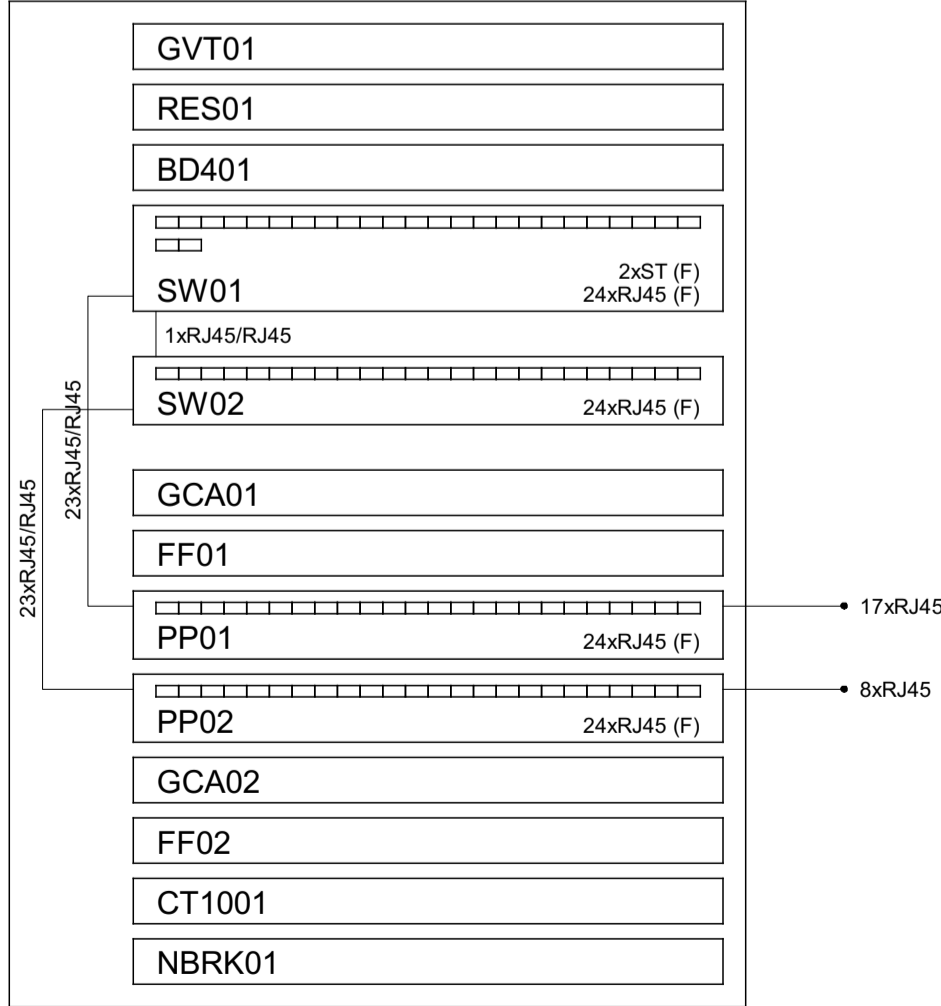 GVT01
RES01
BD401
2xST (F)
SW01
24xRJ45 (F)
1xRJ45/RJ45
SW02
24xRJ45 (F)
23xRJ45/RJ45
23xRJ45/RJ45
GCA01
FF01
PP01
24xRJ45 (F)
17xRJ45
PP02
24xRJ45 (F)
8xRJ45
GCA02
FF02
CT1001
NBRK01